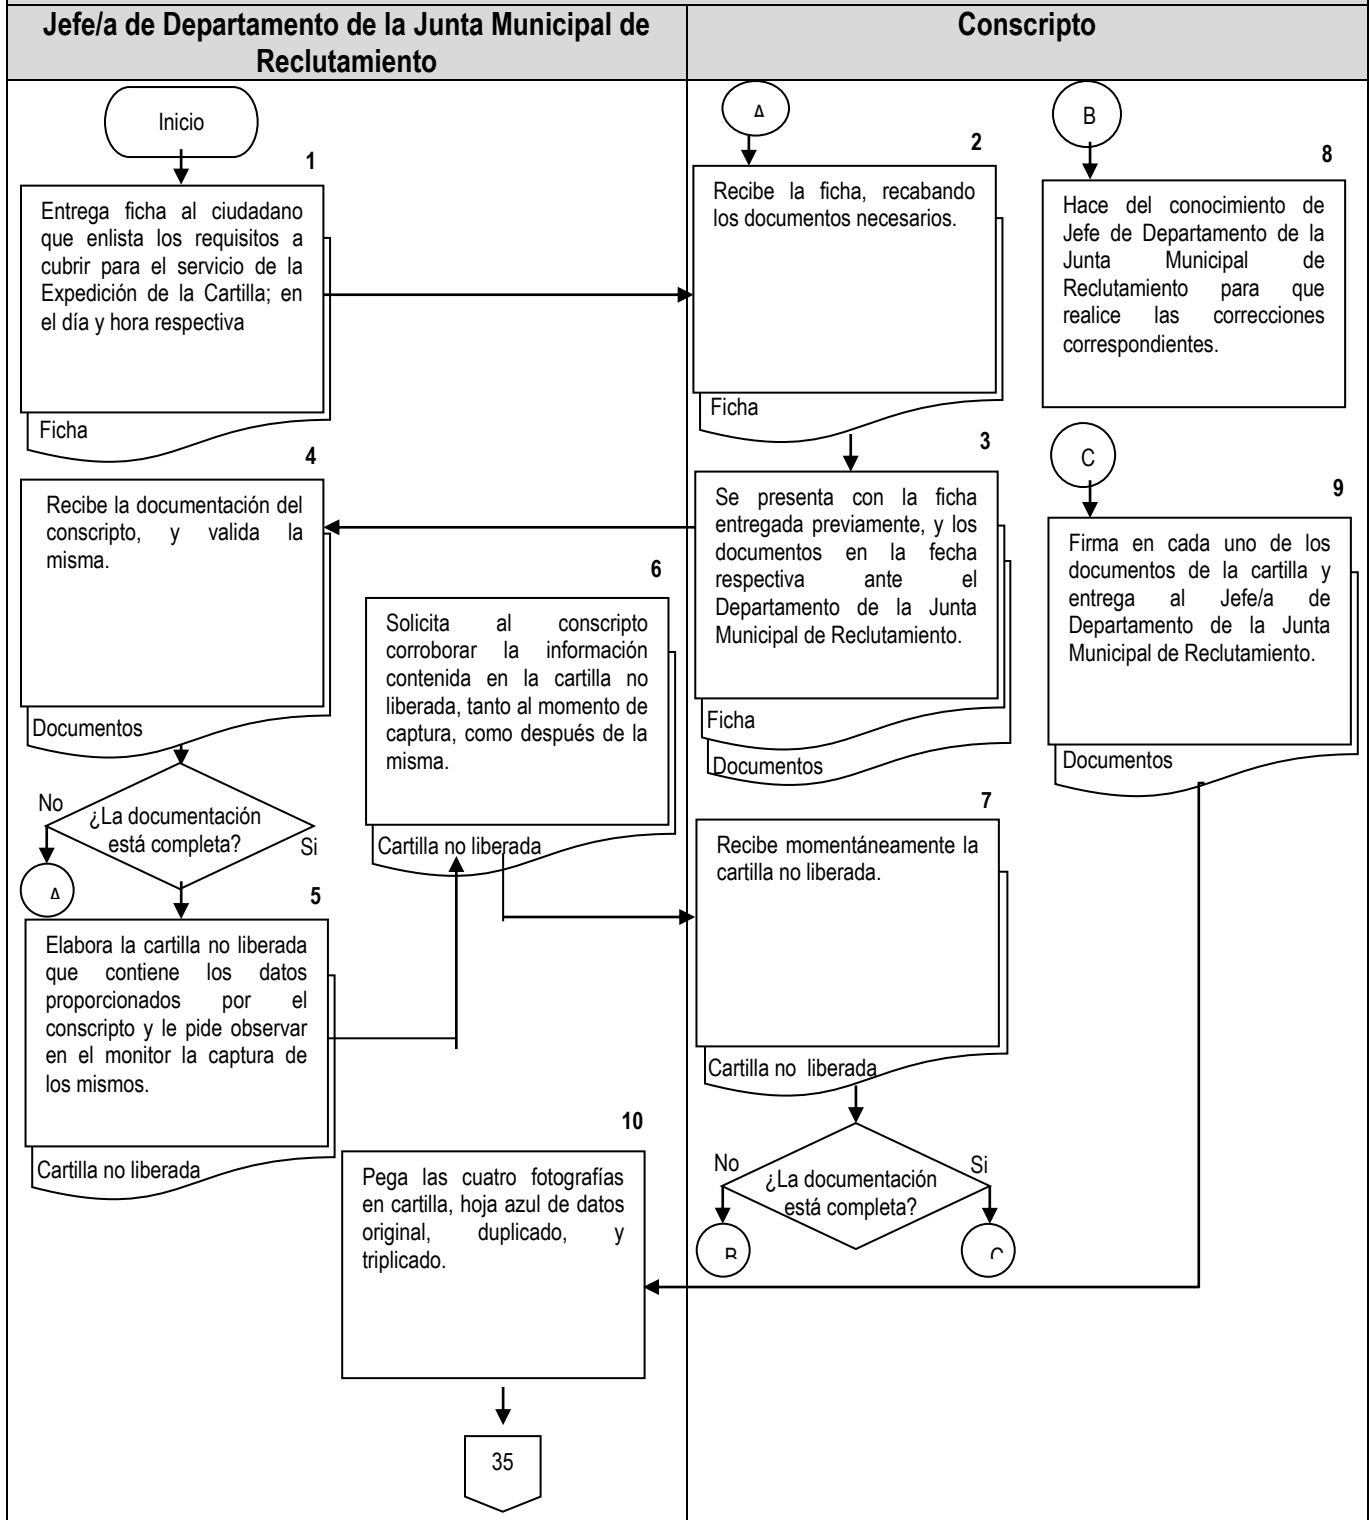 Jefe/a de Departamento de la Junta Municipal de
Reclutamiento
Conscripto
Inicio
1
Entrega ficha al ciudadano
que enlista los requisitos a
cubrir para el servicio de la
Expedición de la Cartilla; en
el día y hora respectiva
Ficha
A
2
Recibe la ficha, recabando
los documentos necesarios.
Ficha
B
8
Hace del conocimiento de
Jefe de Departamento de la
Junta Municipal de
Reclutamiento para que
realice las correcciones
correspondientes.
3
Se presenta con la ficha
entregada previamente, y los
documentos en la fecha
respectiva ante el
Departamento de la Junta
Municipal de Reclutamiento.
Ficha
Documentos
4
Recibe la documentación del
conscripto, y valida la
misma.
Documentos
¿La documentación
está completa?
No
Si
A
5
Elabora la cartilla no liberada
que contiene los datos
proporcionados por el
conscripto y le pide observar
en el monitor la captura de
los mismos.
Cartilla no liberada
6
Solicita al conscripto
corroborar la información
contenida en la cartilla no
liberada, tanto al momento de
captura, como después de la
misma.
Cartilla no liberada
7
Recibe momentáneamente la
cartilla no liberada.
Cartilla no liberada
¿La documentación
está completa?
No
Si
B
C
C
9
Firma en cada uno de los
documentos de la cartilla y
entrega al Jefe/a de
Departamento de la Junta
Municipal de Reclutamiento.
Documentos
10
Pega las cuatro fotografías
en cartilla, hoja azul de datos
original, duplicado, y
triplicado.
35